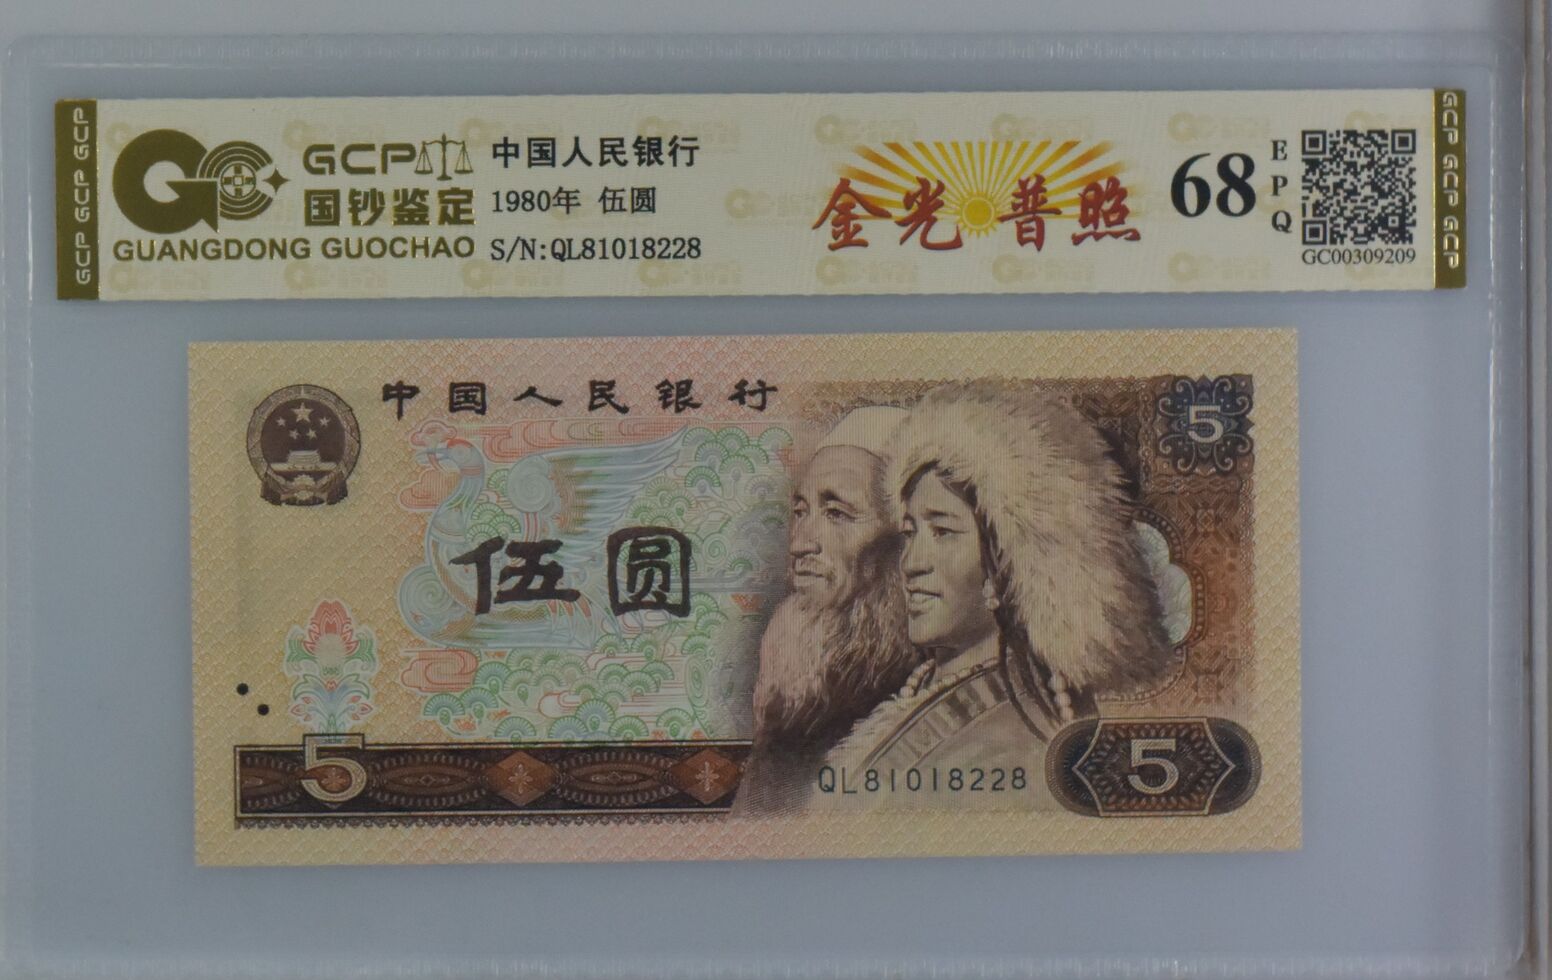 GCP GCP GCP
GCP
国钞鉴定
GUANGDONG GUOCHAO
中国人民银行
1980年 伍圆
S/N:QL81018228
金光普照
68
EPQ
GC00309209
GCP GCP GCP
中国人民银行
5
伍圆
5
QL81018228
5